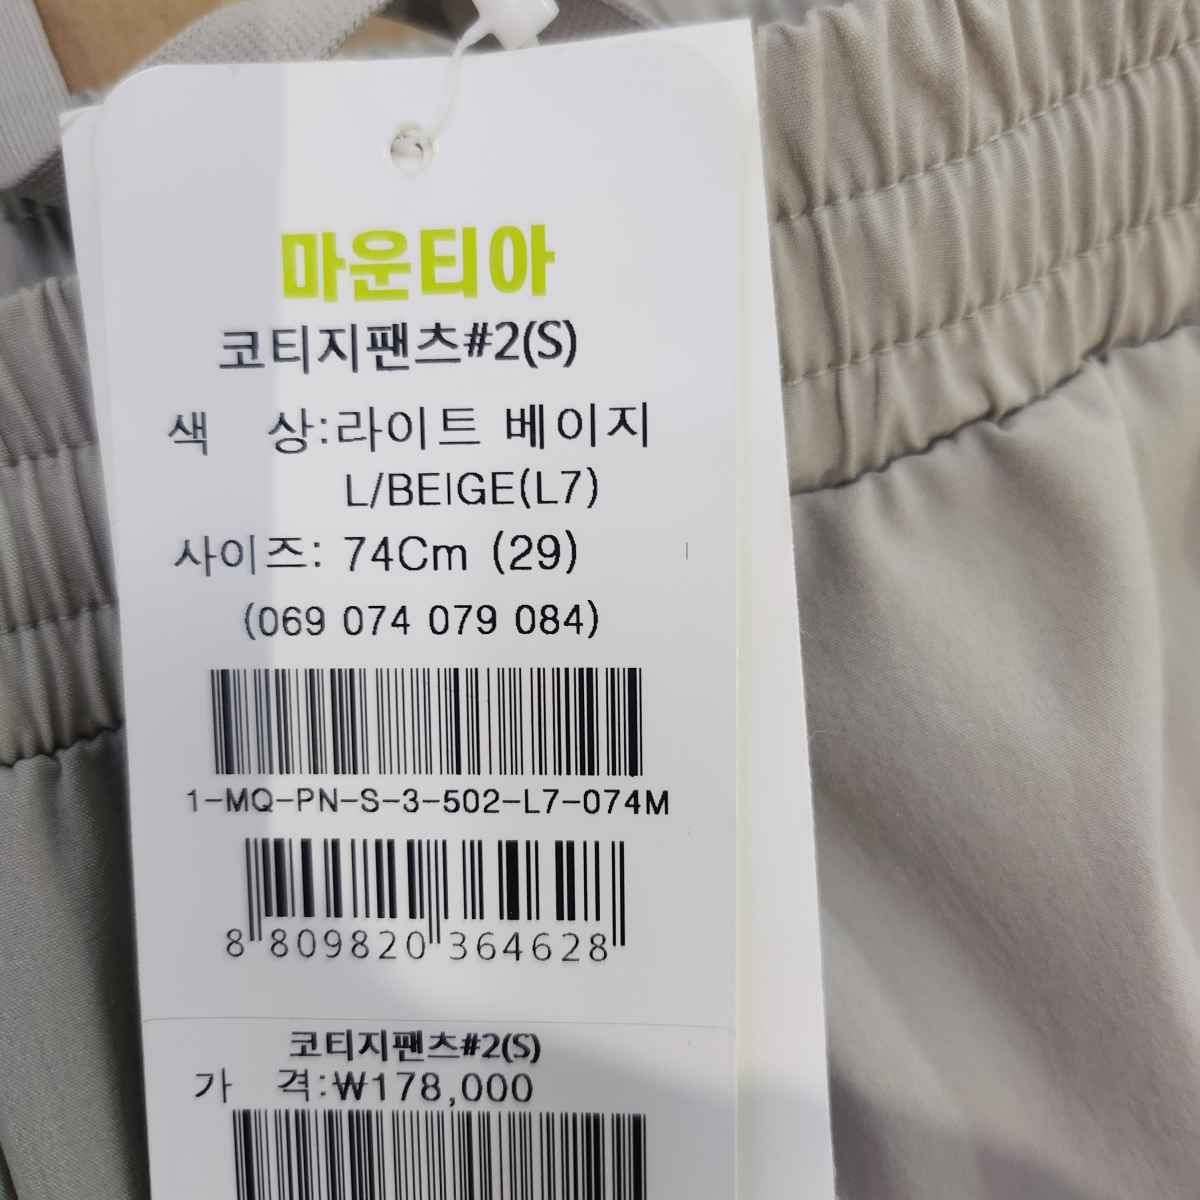 마운티아
코티지팬츠#2(S)
색 상:라이트 베이지
L/BEIGE(L7)
사이즈: 74Cm (29)
(069 074 079 084)
1-MQ-PN-S-3-502-L7-074M
8 809820 364628
코티지팬츠#2(S)
가 격:₩178,000